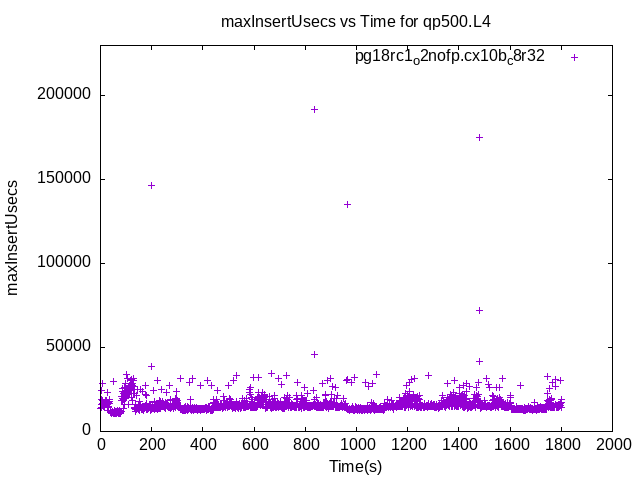 maxInsertUsecs vs Time for qp500.L4
pg18rc1o2nofp.cx10bc8r32
200000
150000
100000
50000
0
maxInsertUsecs
0 200 400 600 800 1000 1200 1400 1600 1800 2000
Time(s)